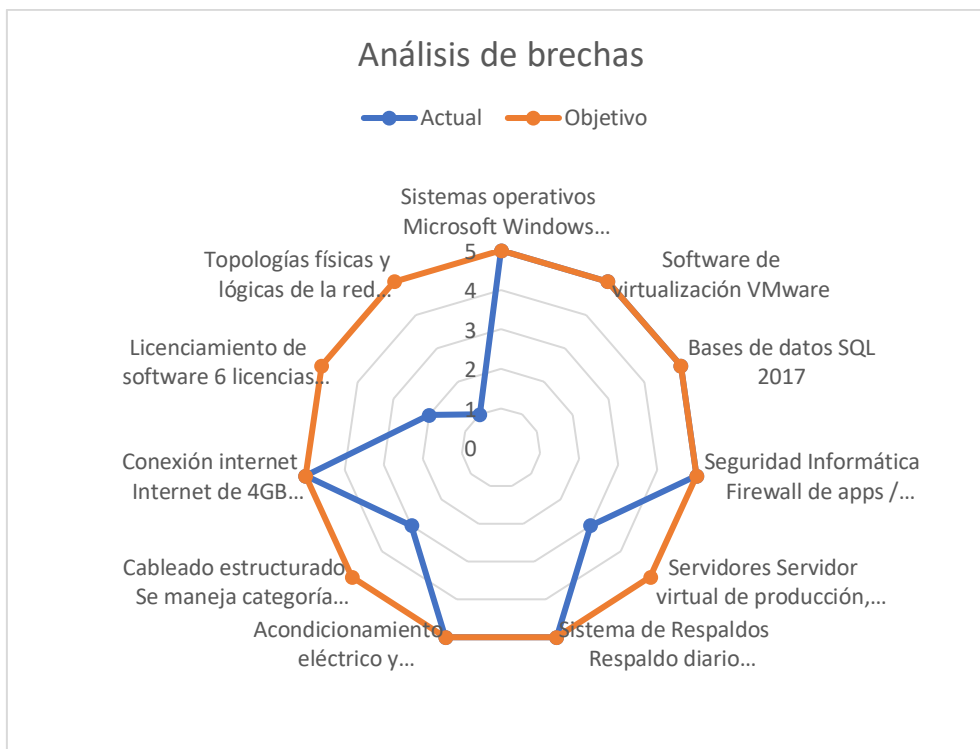 Análisis de brechas
Actual
Objetivo
Sistemas operativos
Microsoft Windows...
Software de
virtualización VMware
Bases de datos SQL
2017
Seguridad Informática
Firewall de apps /...
Servidores Servidor
virtual de producción,...
Sistema de Respaldos
Respaldo diario...
Acondicionamiento
eléctrico y...
Cableado estructurado
Se maneja categoría...
Conexión internet
Internet de 4GB...
Licenciamiento de
software 6 licencias...
Topologías físicas y
lógicas de la red...
5
4
3
2
1
0